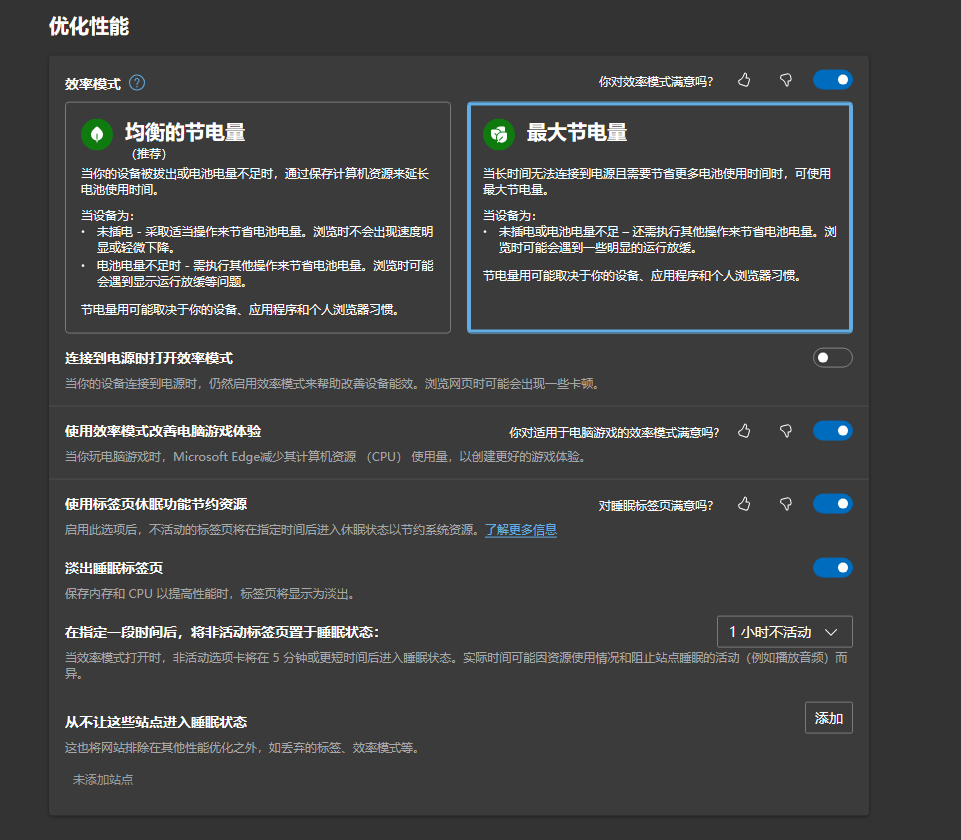 优化性能
效率模式
你对效率模式满意吗?
均衡的节电量
(推荐)
当你的设备被拔出或电池电量不足时，通过保存计算机资源来延长
电池使用时间。
当设备为:
• 未插电 - 采取适当操作来节省电池电量。浏览时不会出现速度明
显或轻微下降。
• 电池电量不足时 - 需执行其他操作来节省电池电量。浏览时可能
会遇到显示运行放缓等问题。
节电量用可能取决于你的设备、应用程序和个人浏览器习惯。
最大节电量
当长时间无法连接到电源且需要节省更多电池使用时间时，可使用
最大节电量。
当设备为:
• 未插电或电池电量不足 – 还需执行其他操作来节省电池电量。浏
览时可能会遇到一些明显的运行放缓。
节电量用可能取决于你的设备、应用程序和个人浏览器习惯。
连接到电源时打开效率模式
当你的设备连接到电源时，仍然启用效率模式来帮助改善设备能效。浏览网页时可能会出现一些卡顿。
使用效率模式改善电脑游戏体验
你对适用于电脑游戏的效率模式满意吗?
当你玩电脑游戏时，Microsoft Edge减少其计算机资源 （CPU） 使用量，以创建更好的游戏体验。
使用标签页休眠功能节约资源
对睡眠标签页满意吗?
启用此选项后，不活动的标签页将在指定时间后进入休眠状态以节约系统资源。了解更多信息
淡出睡眠标签页
保存内存和 CPU 以提高性能时，标签页将显示为淡出。
在指定一段时间后，将非活动标签页置于睡眠状态:
1 小时不活动
当效率模式打开时，非活动选项卡将在 5 分钟或更短时间后进入睡眠状态。实际时间可能因资源使用情况和阻止站点睡眠的活动（例如播放音频）而
异。
从不让这些站点进入睡眠状态
添加
这也将网站排除在其他性能优化之外，如丢弃的标签、效率模式等。
未添加站点